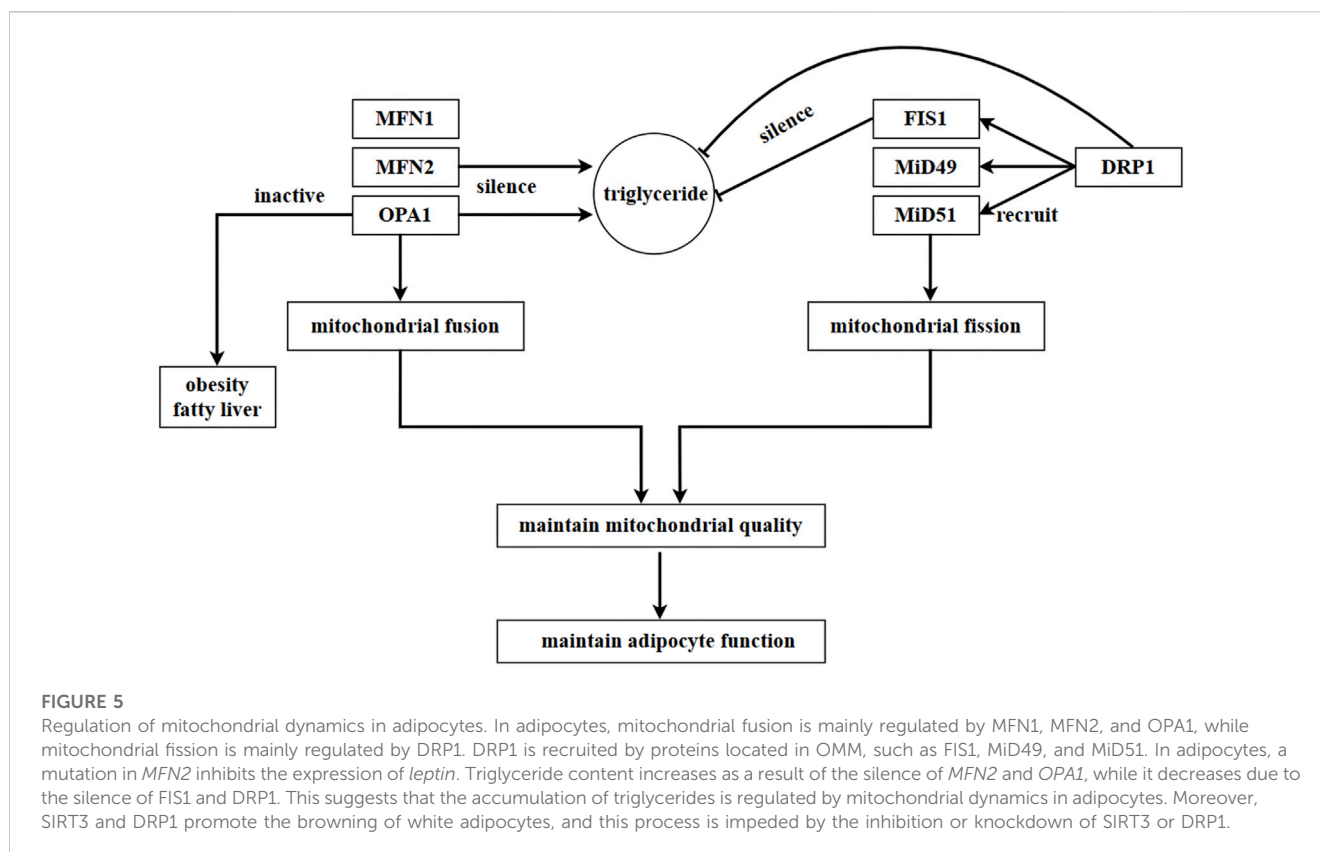 MFN1
MFN2
OPA1
inactive
silence
triglyceride
silence
FIS1
MiD49
MiD51
recruit
DRP1
mitochondrial fusion
mitochondrial fission
obesity
fatty liver
maintain mitochondrial quality
maintain adipocyte function
FIGURE 5
Regulation of mitochondrial dynamics in adipocytes. In adipocytes, mitochondrial fusion is mainly regulated by MFN1, MFN2, and OPA1, while
mitochondrial fission is mainly regulated by DRP1. DRP1 is recruited by proteins located in OMM, such as FIS1, MiD49, and MiD51. In adipocytes, a
mutation in MFN2 inhibits the expression of leptin. Triglyceride content increases as a result of the silence of MFN2 and OPA1, while it decreases due to
the silence of FIS1 and DRP1. This suggests that the accumulation of triglycerides is regulated by mitochondrial dynamics in adipocytes. Moreover,
SIRT3 and DRP1 promote the browning of white adipocytes, and this process is impeded by the inhibition or knockdown of SIRT3 or DRP1.